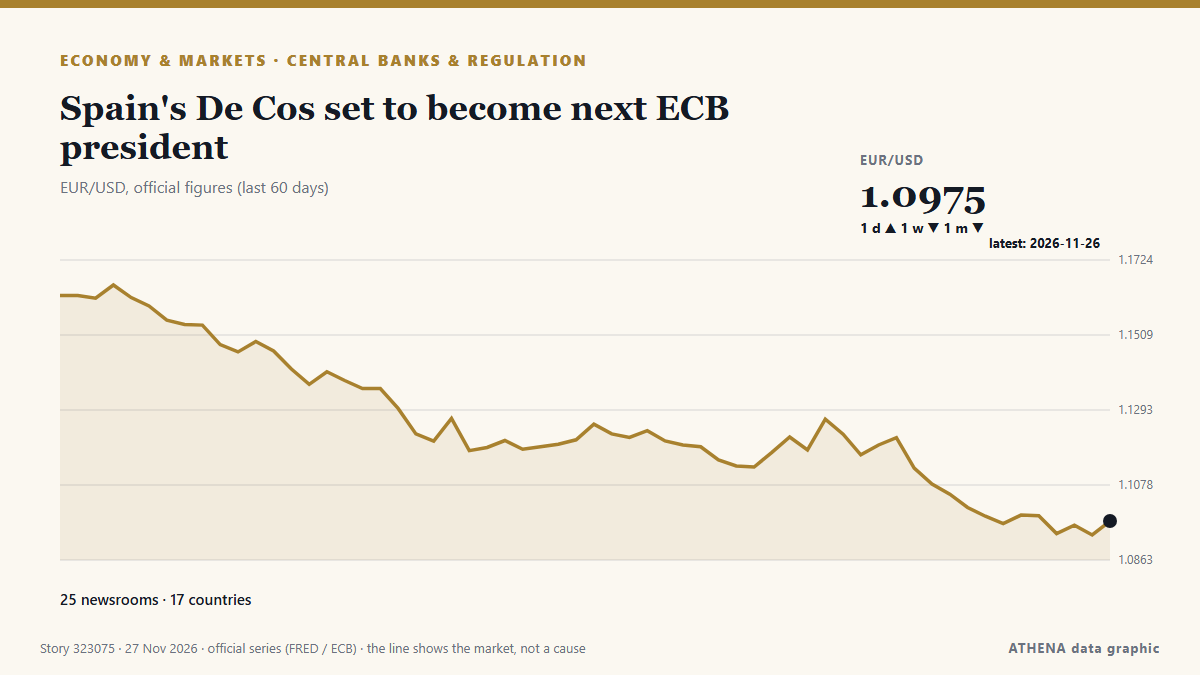 ECONOMY & MARKETS · CENTRAL BANKS & REGULATION
Spain's De Cos set to become next ECB
president
EUR/USD, official figures (last 60 days)
EUR/USD
1.0975
1 d ▲ 1 w ▼ 1 m ▼
latest: 2026-11-26
1.1724
1.1509
1.1293
1.1078
1.0863
25 newsrooms · 17 countries
Story 323075 · 27 Nov 2026 · official series (FRED / ECB) · the line shows the market, not a cause
ATHENA data graphic